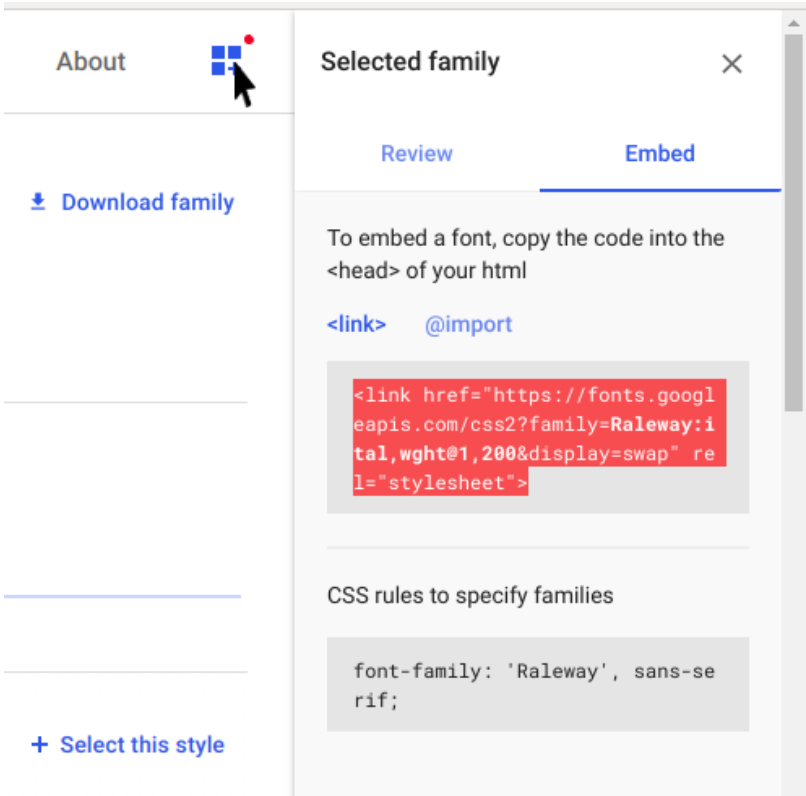 About
Selected family
Review
Embed
Download family
To embed a font, copy the code into the
<head> of your html
<link>
@import
<link href="https://fonts.googl
eapis.com/css2?family=Raleway:i
tal,wght@1,200&display=swap" re
l="stylesheet">
CSS rules to specify families
font-family: 'Raleway', sans-se
rif;
+ Select this style